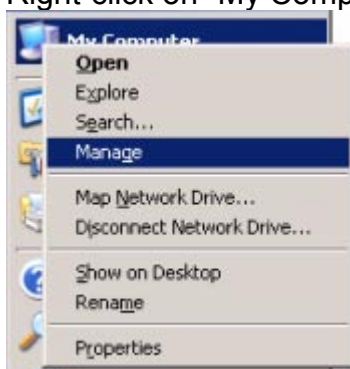 Right-click on "My Comp
My Computer
Open
Explore
Search...
Manage
Map Network Drive...
Disconnect Network Drive...
Show on Desktop
Rename
Properties